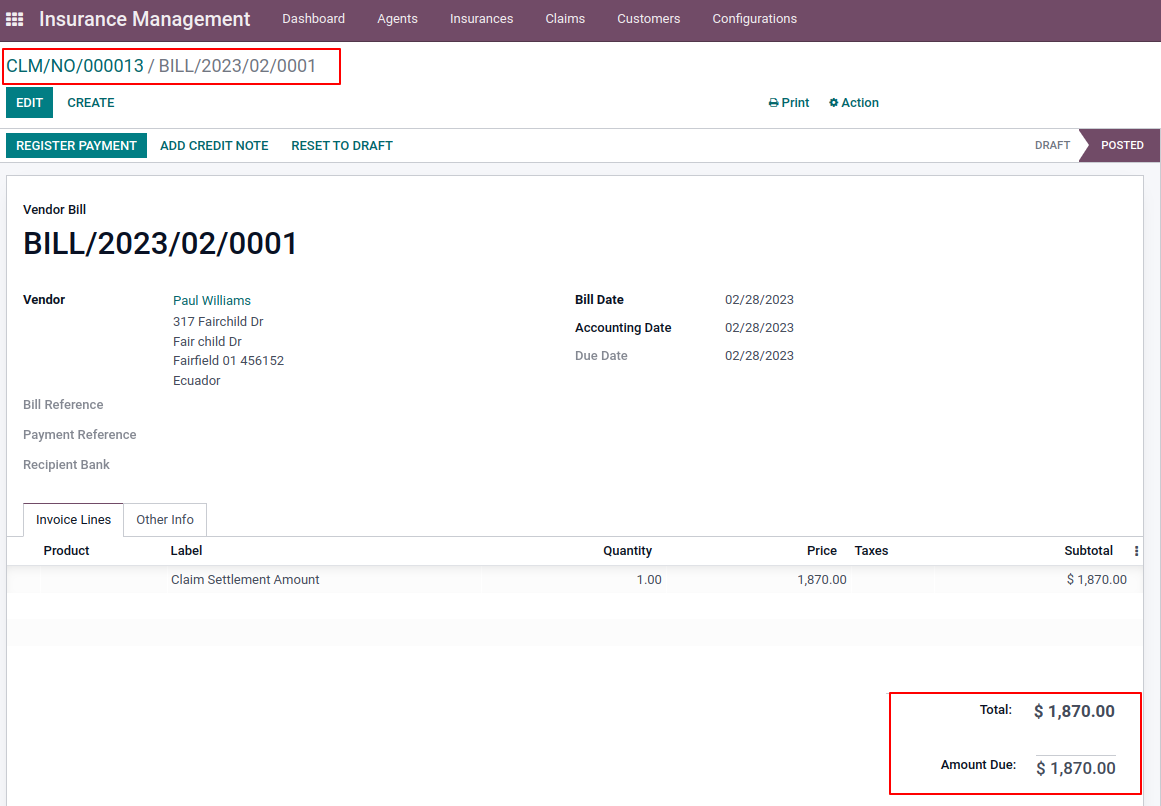 Insurance Management Dashboard Agents Insurances Claims Customers Configurations
CLM/NO/000013 / BILL/2023/02/0001
EDIT CREATE Print Action
REGISTER PAYMENT ADD CREDIT NOTE RESET TO DRAFT DRAFT POSTED
Vendor Bill
BILL/2023/02/0001
Vendor Paul Williams Bill Date 02/28/2023
317 Fairchild Dr
Accounting Date 02/28/2023
Fair child Dr
Due Date 02/28/2023
Fairfield 01 456152
Ecuador
Bill Reference
Payment Reference
Recipient Bank
Invoice Lines Other Info
Product Label Quantity Price Taxes Subtotal
Claim Settlement Amount 1.00 1,870.00 $ 1,870.00
Total: $ 1,870.00
Amount Due: $ 1,870.00